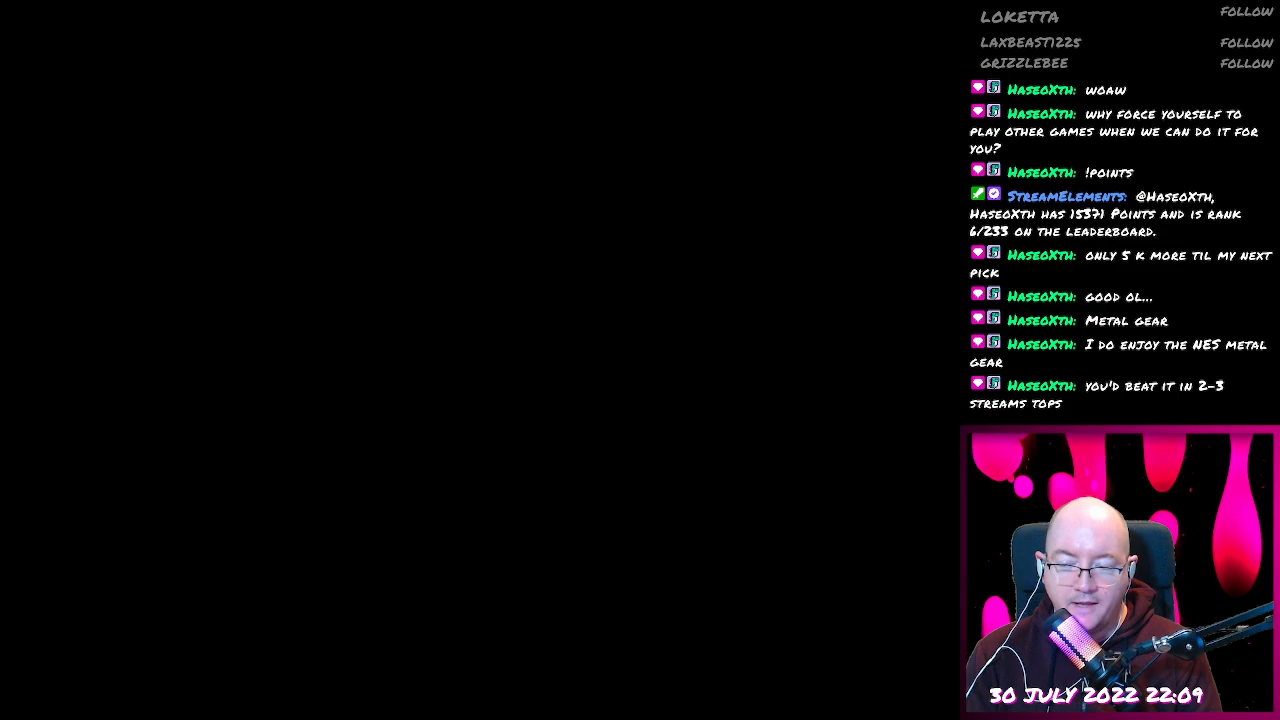 LOKETTA FOLLOW
LAXBEAST1225 FOLLOW
GRIZZLEBEE FOLLOW
HaseoXth: woaw
HaseoXth: why force yourself to
play other games when we can do it for
you?
HaseoXth: !points
StreamElements: @HaseoXth,
HaseoXth has 15371 Points and is rank
6/233 on the leaderboard.
HaseoXth: only 5 k more til my next
pick
HaseoXth: good ol...
HaseoXth: Metal gear
HaseoXth: I do enjoy the NES metal
gear
HaseoXth: you'd beat it in 2-3
streams tops
30 JULY 2022 22:09